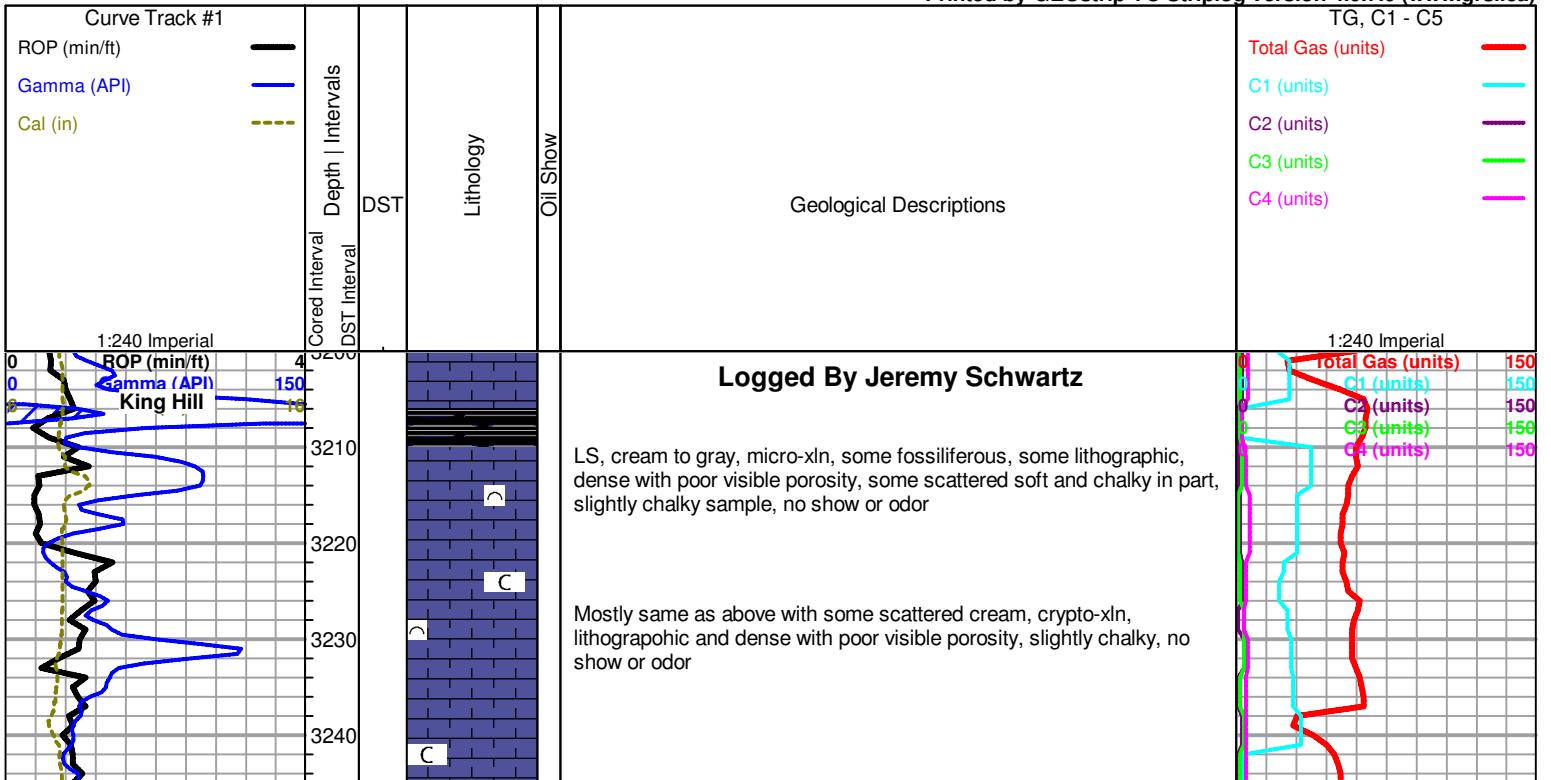 Curve Track #1
ROP (min/ft)
Gamma (API)
Cal (in)
1:240 Imperial
Depth | Intervals
Cored Interval
DST Interval
DST
Lithology
Oil Show
Geological Descriptions
TG, C1 - C5
Total Gas (units)
C1 (units)
C2 (units)
C3 (units)
C4 (units)
1:240 Imperial
0 ROP (min/ft) 4
0 Gamma (API) 150
6 16
King Hill
3200
3210
3220
3230
3240
C
C
Logged By Jeremy Schwartz
LS, cream to gray, micro-xln, some fossiliferous, some lithographic,
dense with poor visible porosity, some scattered soft and chalky in part,
slightly chalky sample, no show or odor
Mostly same as above with some scattered cream, crypto-xln,
lithograpohic and dense with poor visible porosity, slightly chalky, no
show or odor
0 Total Gas (units) 150
0 C1 (units) 150
0 C2 (units) 150
0 C3 (units) 150
0 C4 (units) 150